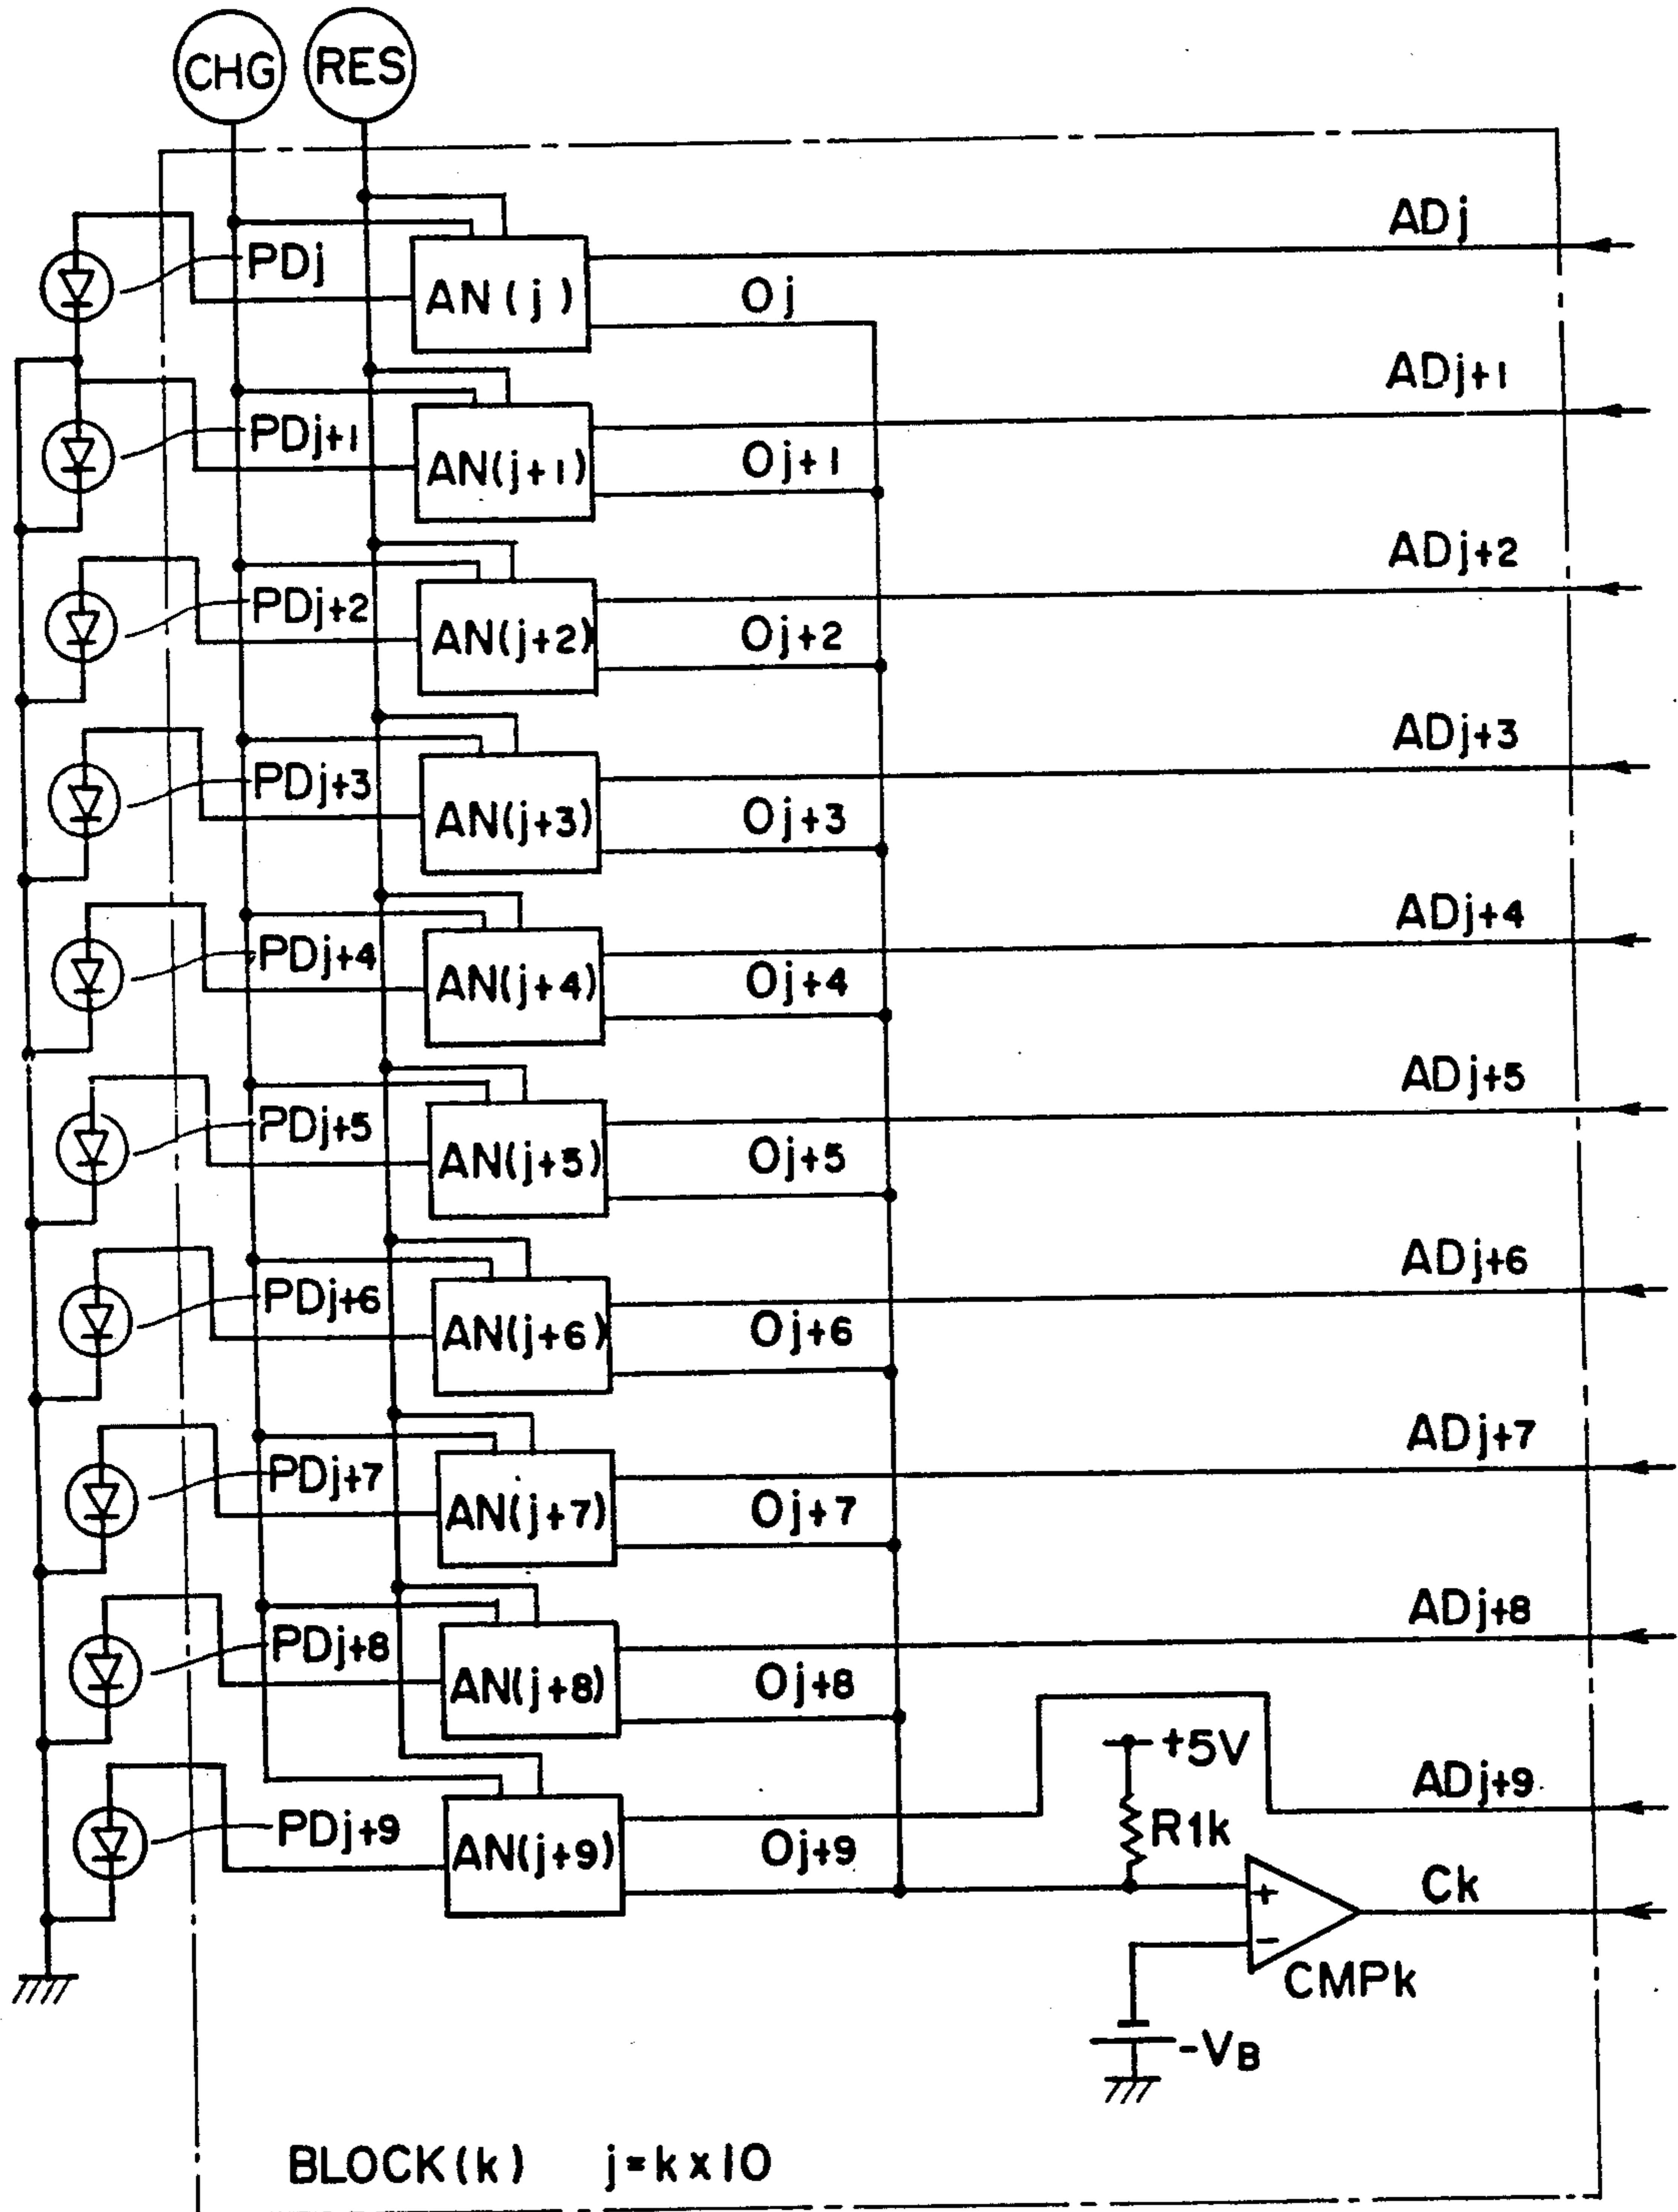 CHG RES
ADj
PDj
AN(j)
Oj
ADj+1
PDj+1
AN(j+1)
Oj+1
ADj+2
PDj+2
AN(j+2)
Oj+2
ADj+3
PDj+3
AN(j+3)
Oj+3
ADj+4
PDj+4
AN(j+4)
Oj+4
ADj+5
PDj+5
AN(j+5)
Oj+5
ADj+6
PDj+6
AN(j+6)
Oj+6
ADj+7
PDj+7
AN(j+7)
Oj+7
ADj+8
PDj+8
AN(j+8)
Oj+8
+5V
ADj+9
PDj+9
R1k
AN(j+9)
Oj+9
+
Ck
-
CMPk
-VB
BLOCK(k) j=k×10